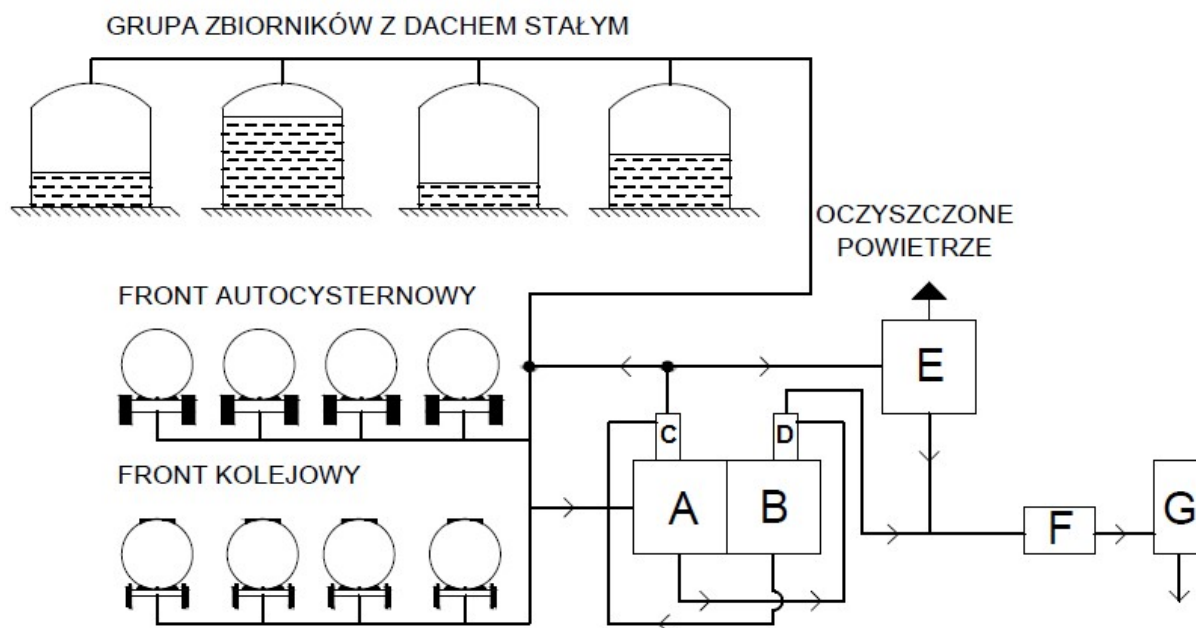 GRUPA ZBIORNIKÓW Z DACHEM STAŁYM
OCZYSZCZONE
POWIETRZE
FRONT AUTOCYSTERNOWY
E
C
D
FRONT KOLEJOWY
A
B
F
G